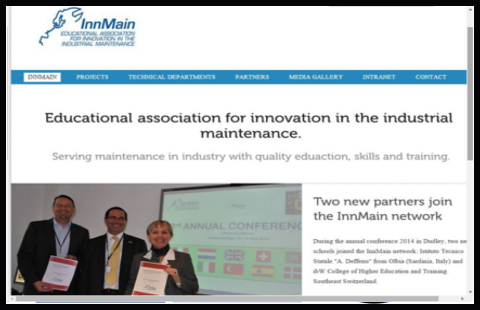 InnMain
EDUCATIONAL ASSOCIATION
FOR INNOVATION IN THE
INDUSTRIAL MAINTENANCE
INNMAIN PROJECTS TECHNICAL DEPARTMENTS PARTNERS MEDIA GALLERY INTRANET CONTACT
Educational association for innovation in the industrial
maintenance.
Serving maintenance in industry with quality eduaction, skills and training.
ANNUAL CONFERENCE
Two new partners join
the InnMain network
During the annual conference 2014 in Dudley, two ne
schools joined the InnMain network: Istituto Tecnico
Statale "A. Deffenu" from Olbia (Sardinia, Italy) and
ibW College of Higher Education and Training
Southeast Switzerland.